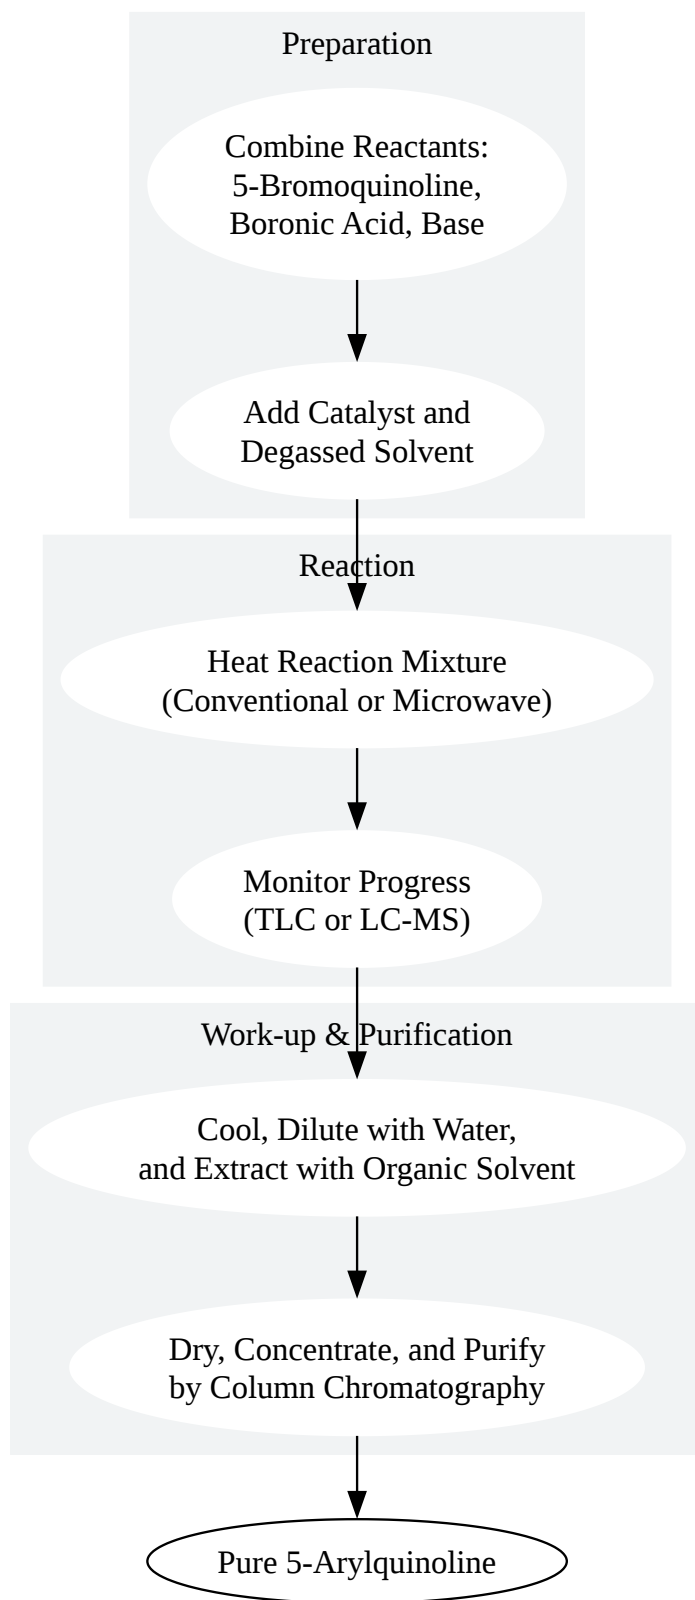 Preparation
Combine Reactants:
5-Bromoquinoline,
Boronic Acid, Base
Add Catalyst and
Degassed Solvent
Reaction
Heat Reaction Mixture
(Conventional or Microwave)
Monitor Progress
(TLC or LC-MS)
Work-up & Purification
Cool, Dilute with Water,
and Extract with Organic Solvent
Dry, Concentrate, and Purify
by Column Chromatography
Pure 5-Arylquinoline